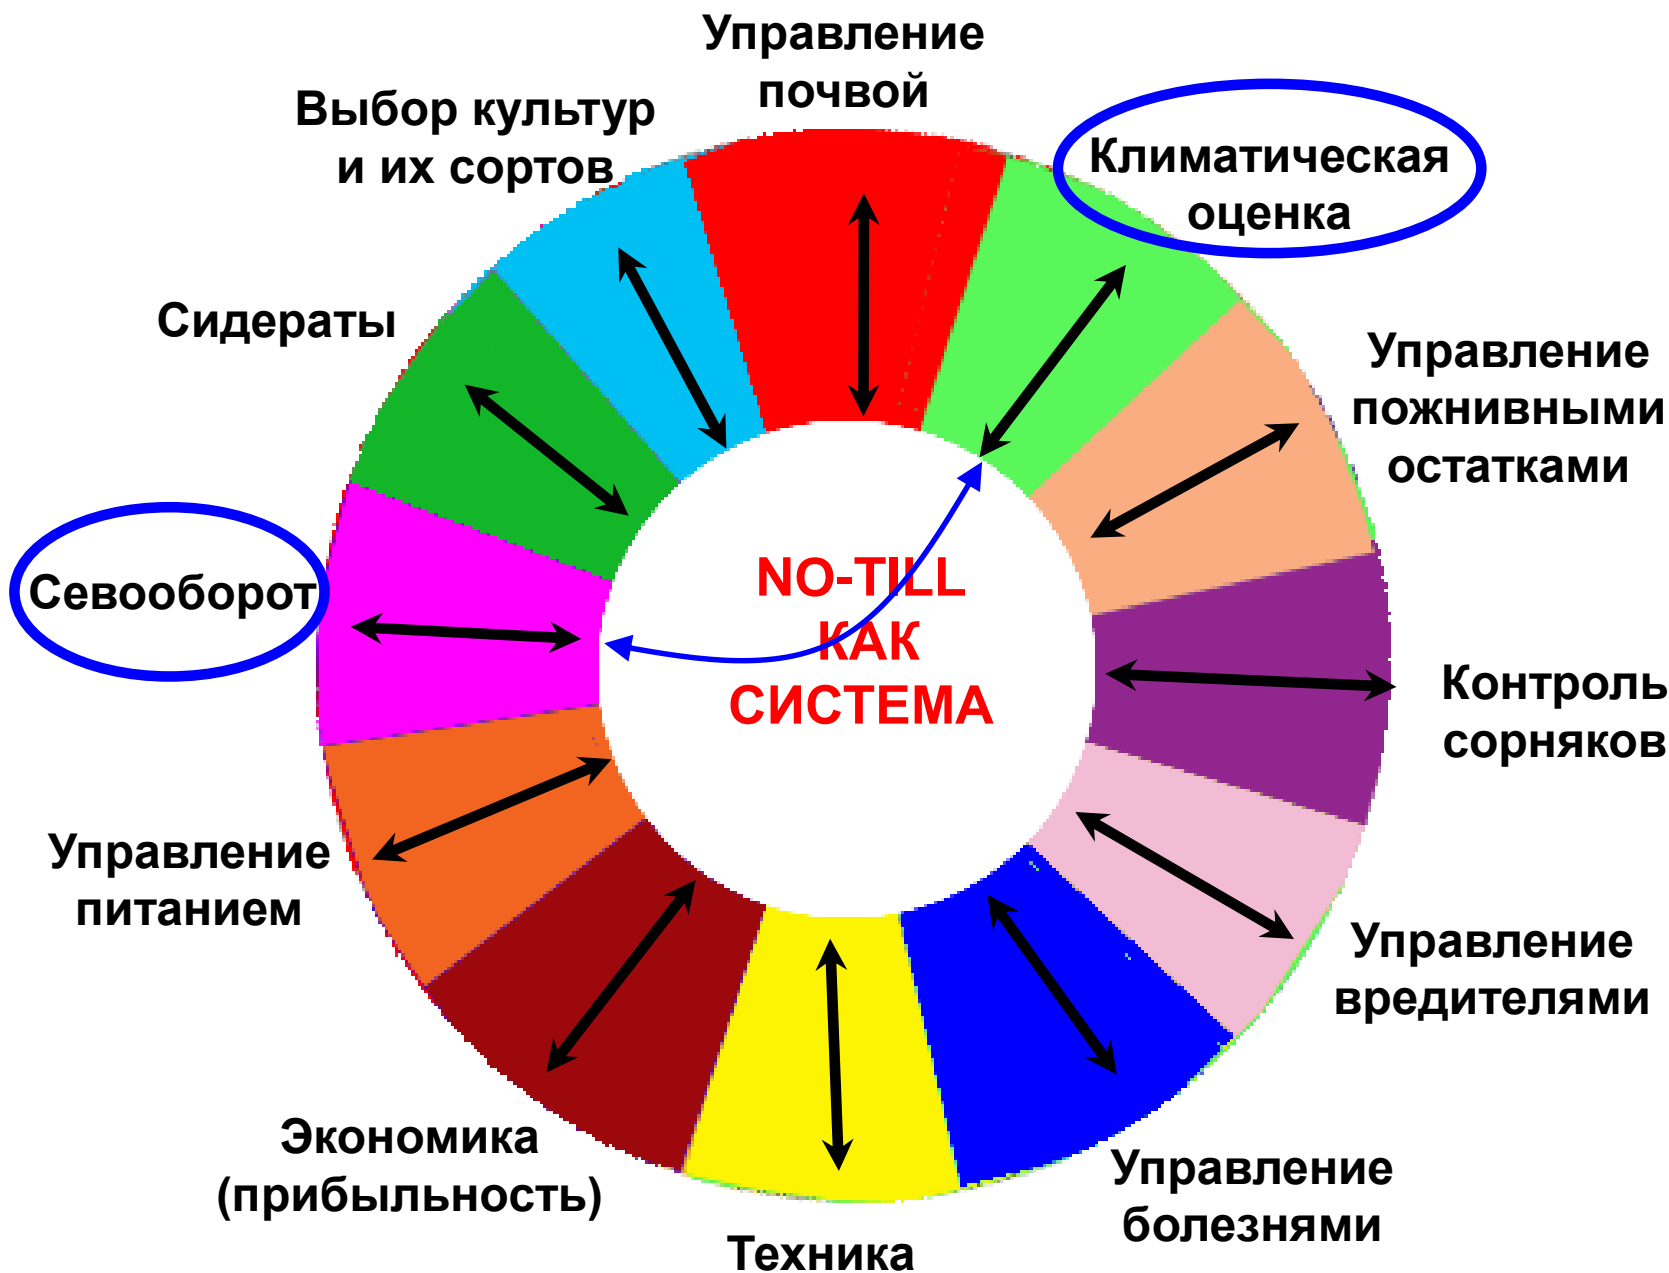 Управление
почвой
Климатическая
оценка
Управление
пожнивными
остатками
Контроль
сорняков
Управление
вредителями
Управление
болезнями
Техника
Экономика
(прибыльность)
Управление
питанием
Севооборот
Сидераты
Выбор культур
и их сортов
NO-TILL
КАК
СИСТЕМА